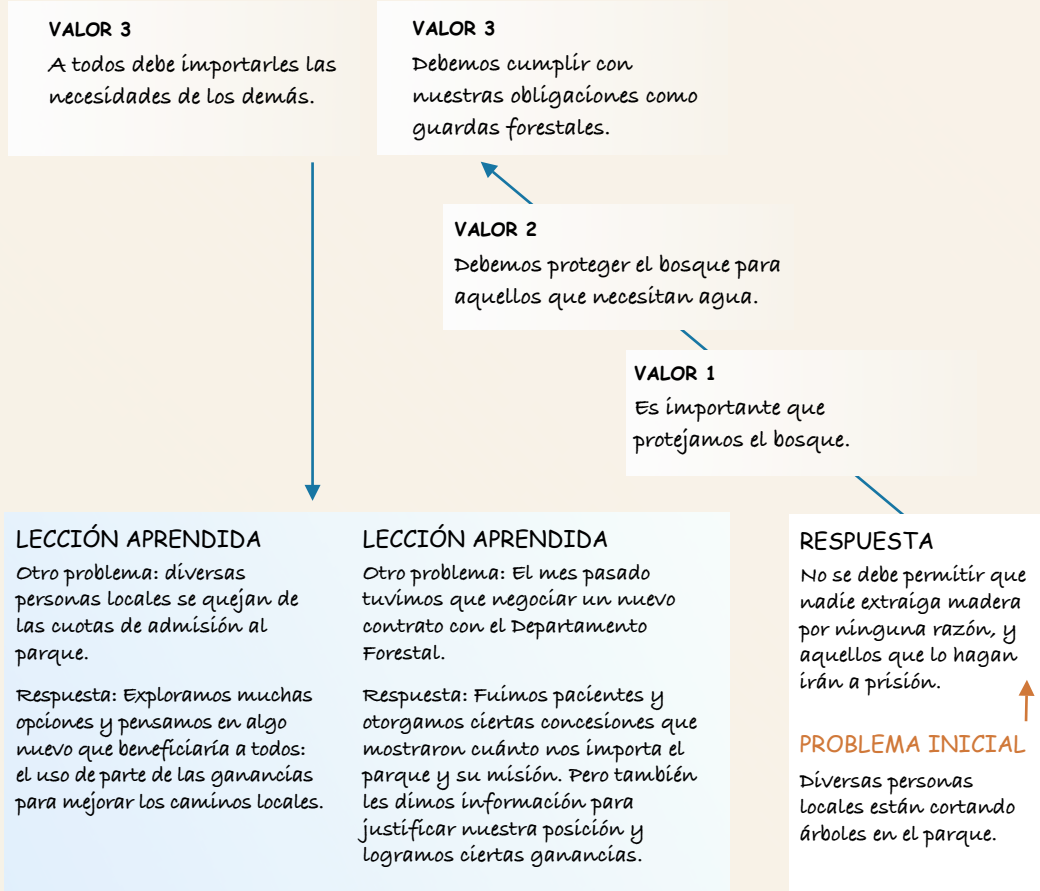 VALOR 3
A todos debe importarles las
necesidades de los demás.
VALOR 3
Debemos cumplir con
nuestras obligaciones como
guardas forestales.
VALOR 2
Debemos proteger el bosque para
aquellos que necesitan agua.
VALOR 1
Es importante que
protejamos el bosque.
LECCIÓN APRENDIDA
Otro problema: diversas
personas locales se quejan de
las cuotas de admisión al
parque.
Respuesta: Exploramos muchas
opciones y pensamos en algo
nuevo que beneficiaría a todos:
el uso de parte de las ganancias
para mejorar los caminos locales.
LECCIÓN APRENDIDA
Otro problema: El mes pasado
tuvimos que negociar un nuevo
contrato con el Departamento
Forestal.
Respuesta: Fuimos pacientes y
otorgamos ciertas concesiones que
mostraron cuánto nos importa el
parque y su misión. Pero también
les dimos información para
justificar nuestra posición y
logramos ciertas ganancias.
RESPUESTA
No se debe permitir que
nadie extraiga madera
por ninguna razón, y
aquellos que lo hagan
irán a prisión.
PROBLEMA INICIAL
Diversas personas
locales están cortando
árboles en el parque.